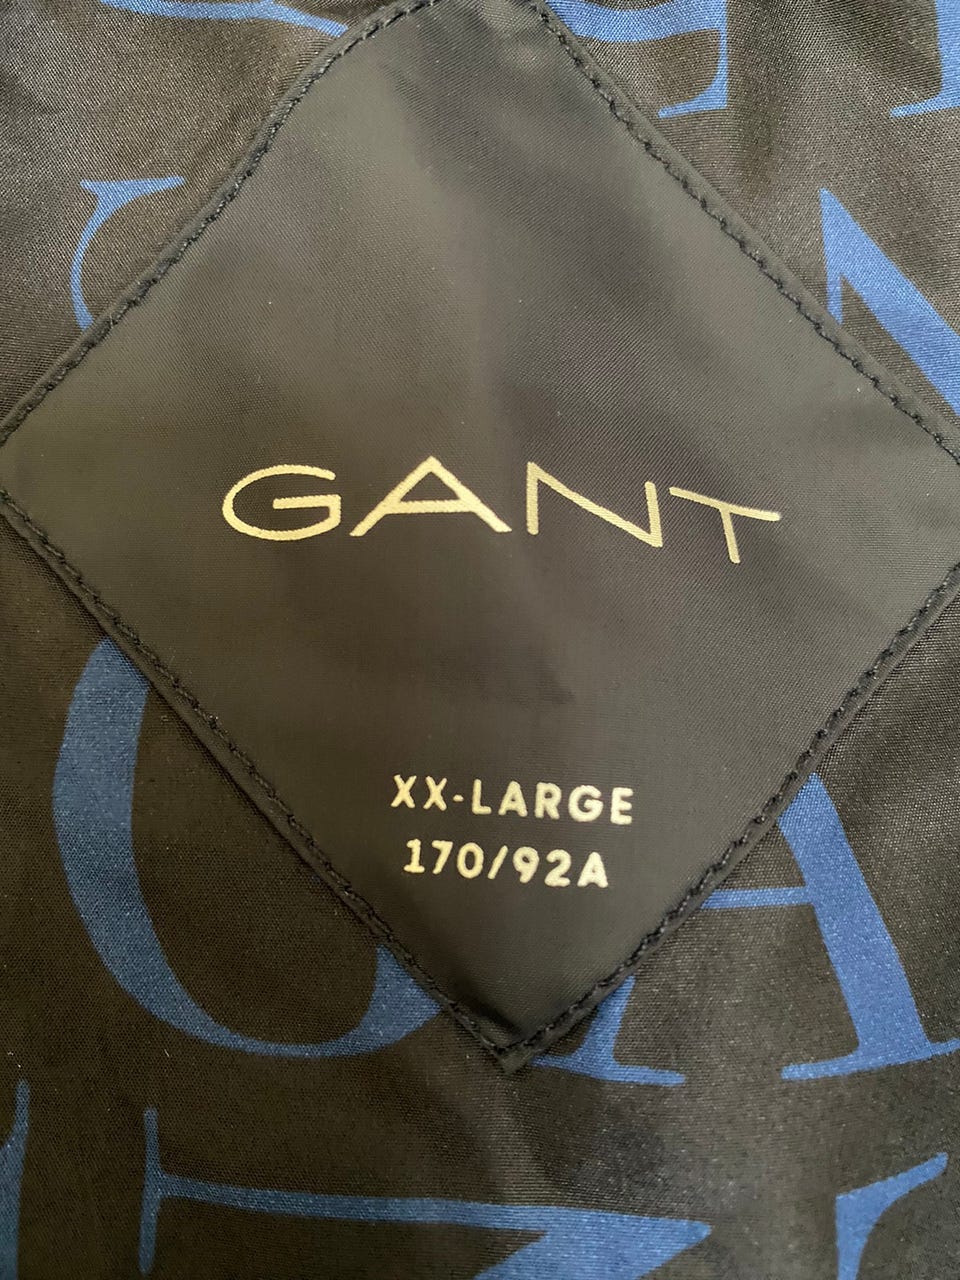 GANT
XX-LARGE
170/92A